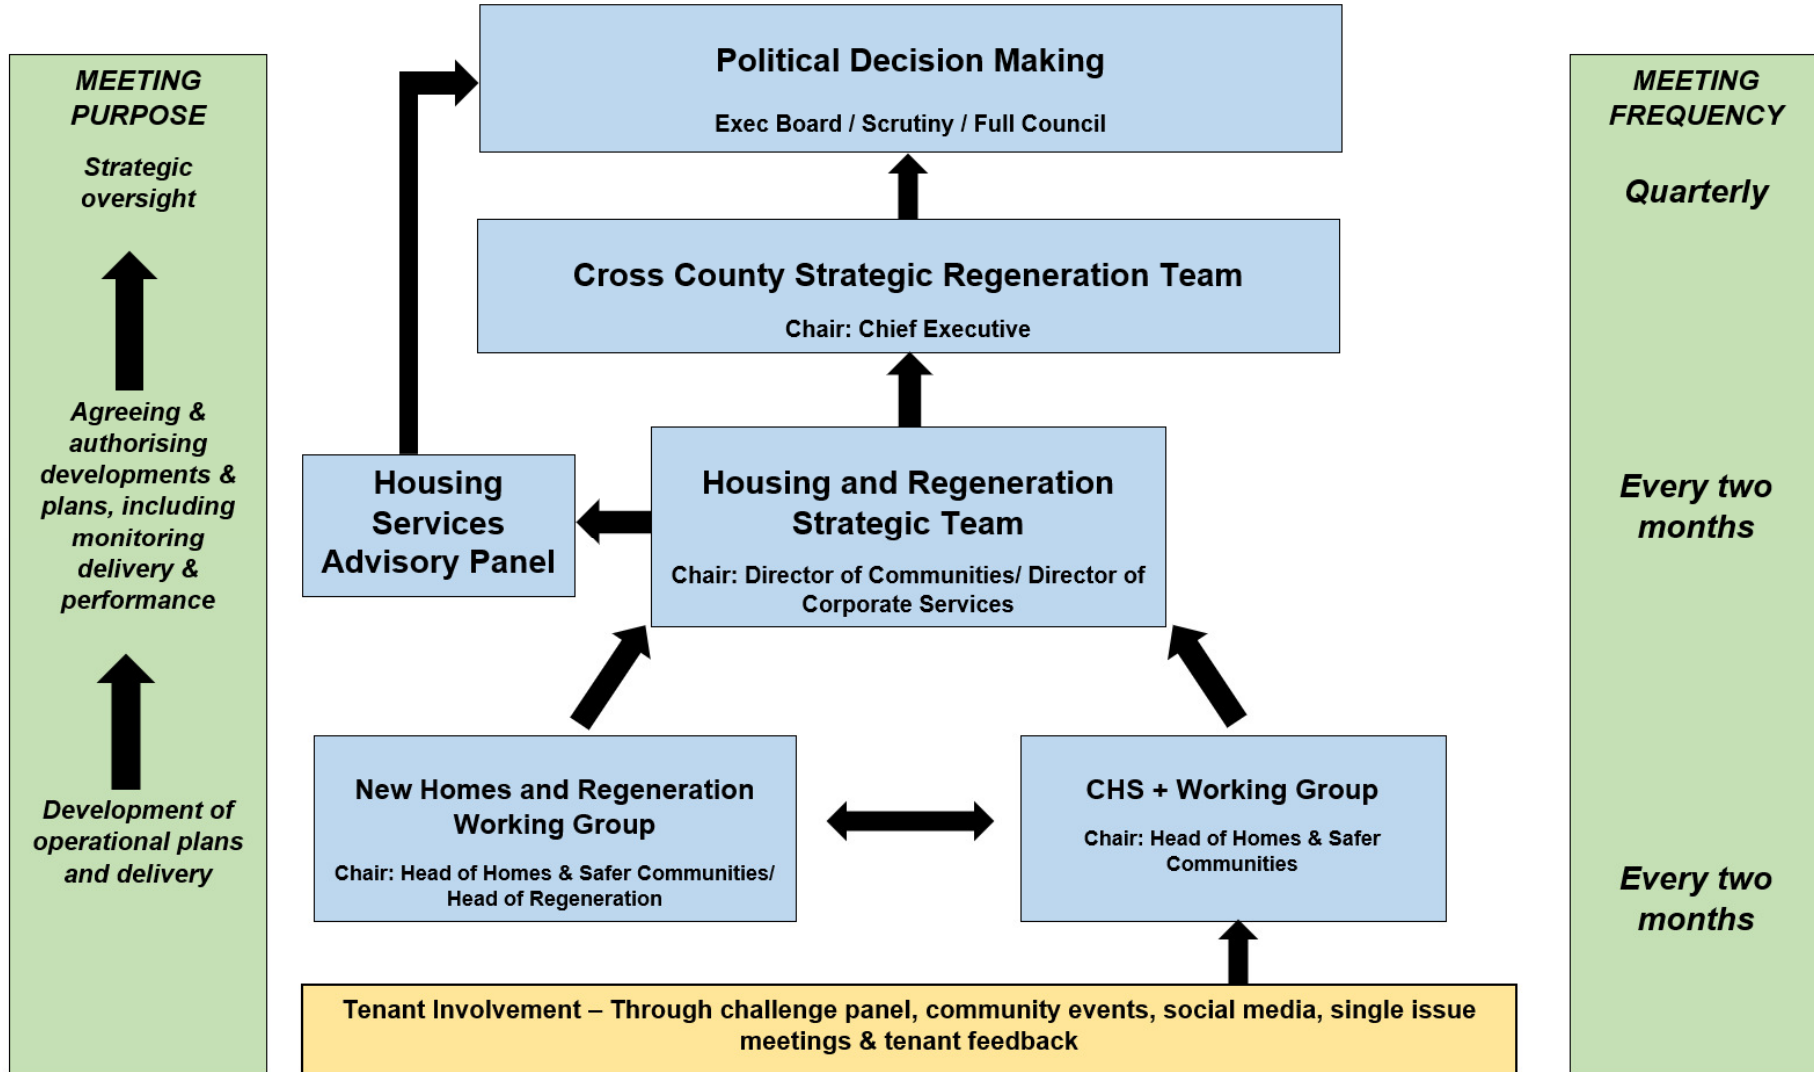 MEETING
PURPOSE
Strategic
oversight
Agreeing &
authorising
developments &
plans, including
monitoring
delivery &
performance
Development of
operational plans
and delivery
Political Decision Making
Exec Board / Scrutiny / Full Council
Cross County Strategic Regeneration Team
Chair: Chief Executive
Housing
Services
Advisory Panel
Housing and Regeneration
Strategic Team
Chair: Director of Communities/ Director of
Corporate Services
New Homes and Regeneration
Working Group
Chair: Head of Homes & Safer Communities/
Head of Regeneration
CHS + Working Group
Chair: Head of Homes & Safer
Communities
Tenant Involvement – Through challenge panel, community events, social media, single issue
meetings & tenant feedback
MEETING
FREQUENCY
Quarterly
Every two
months
Every two
months